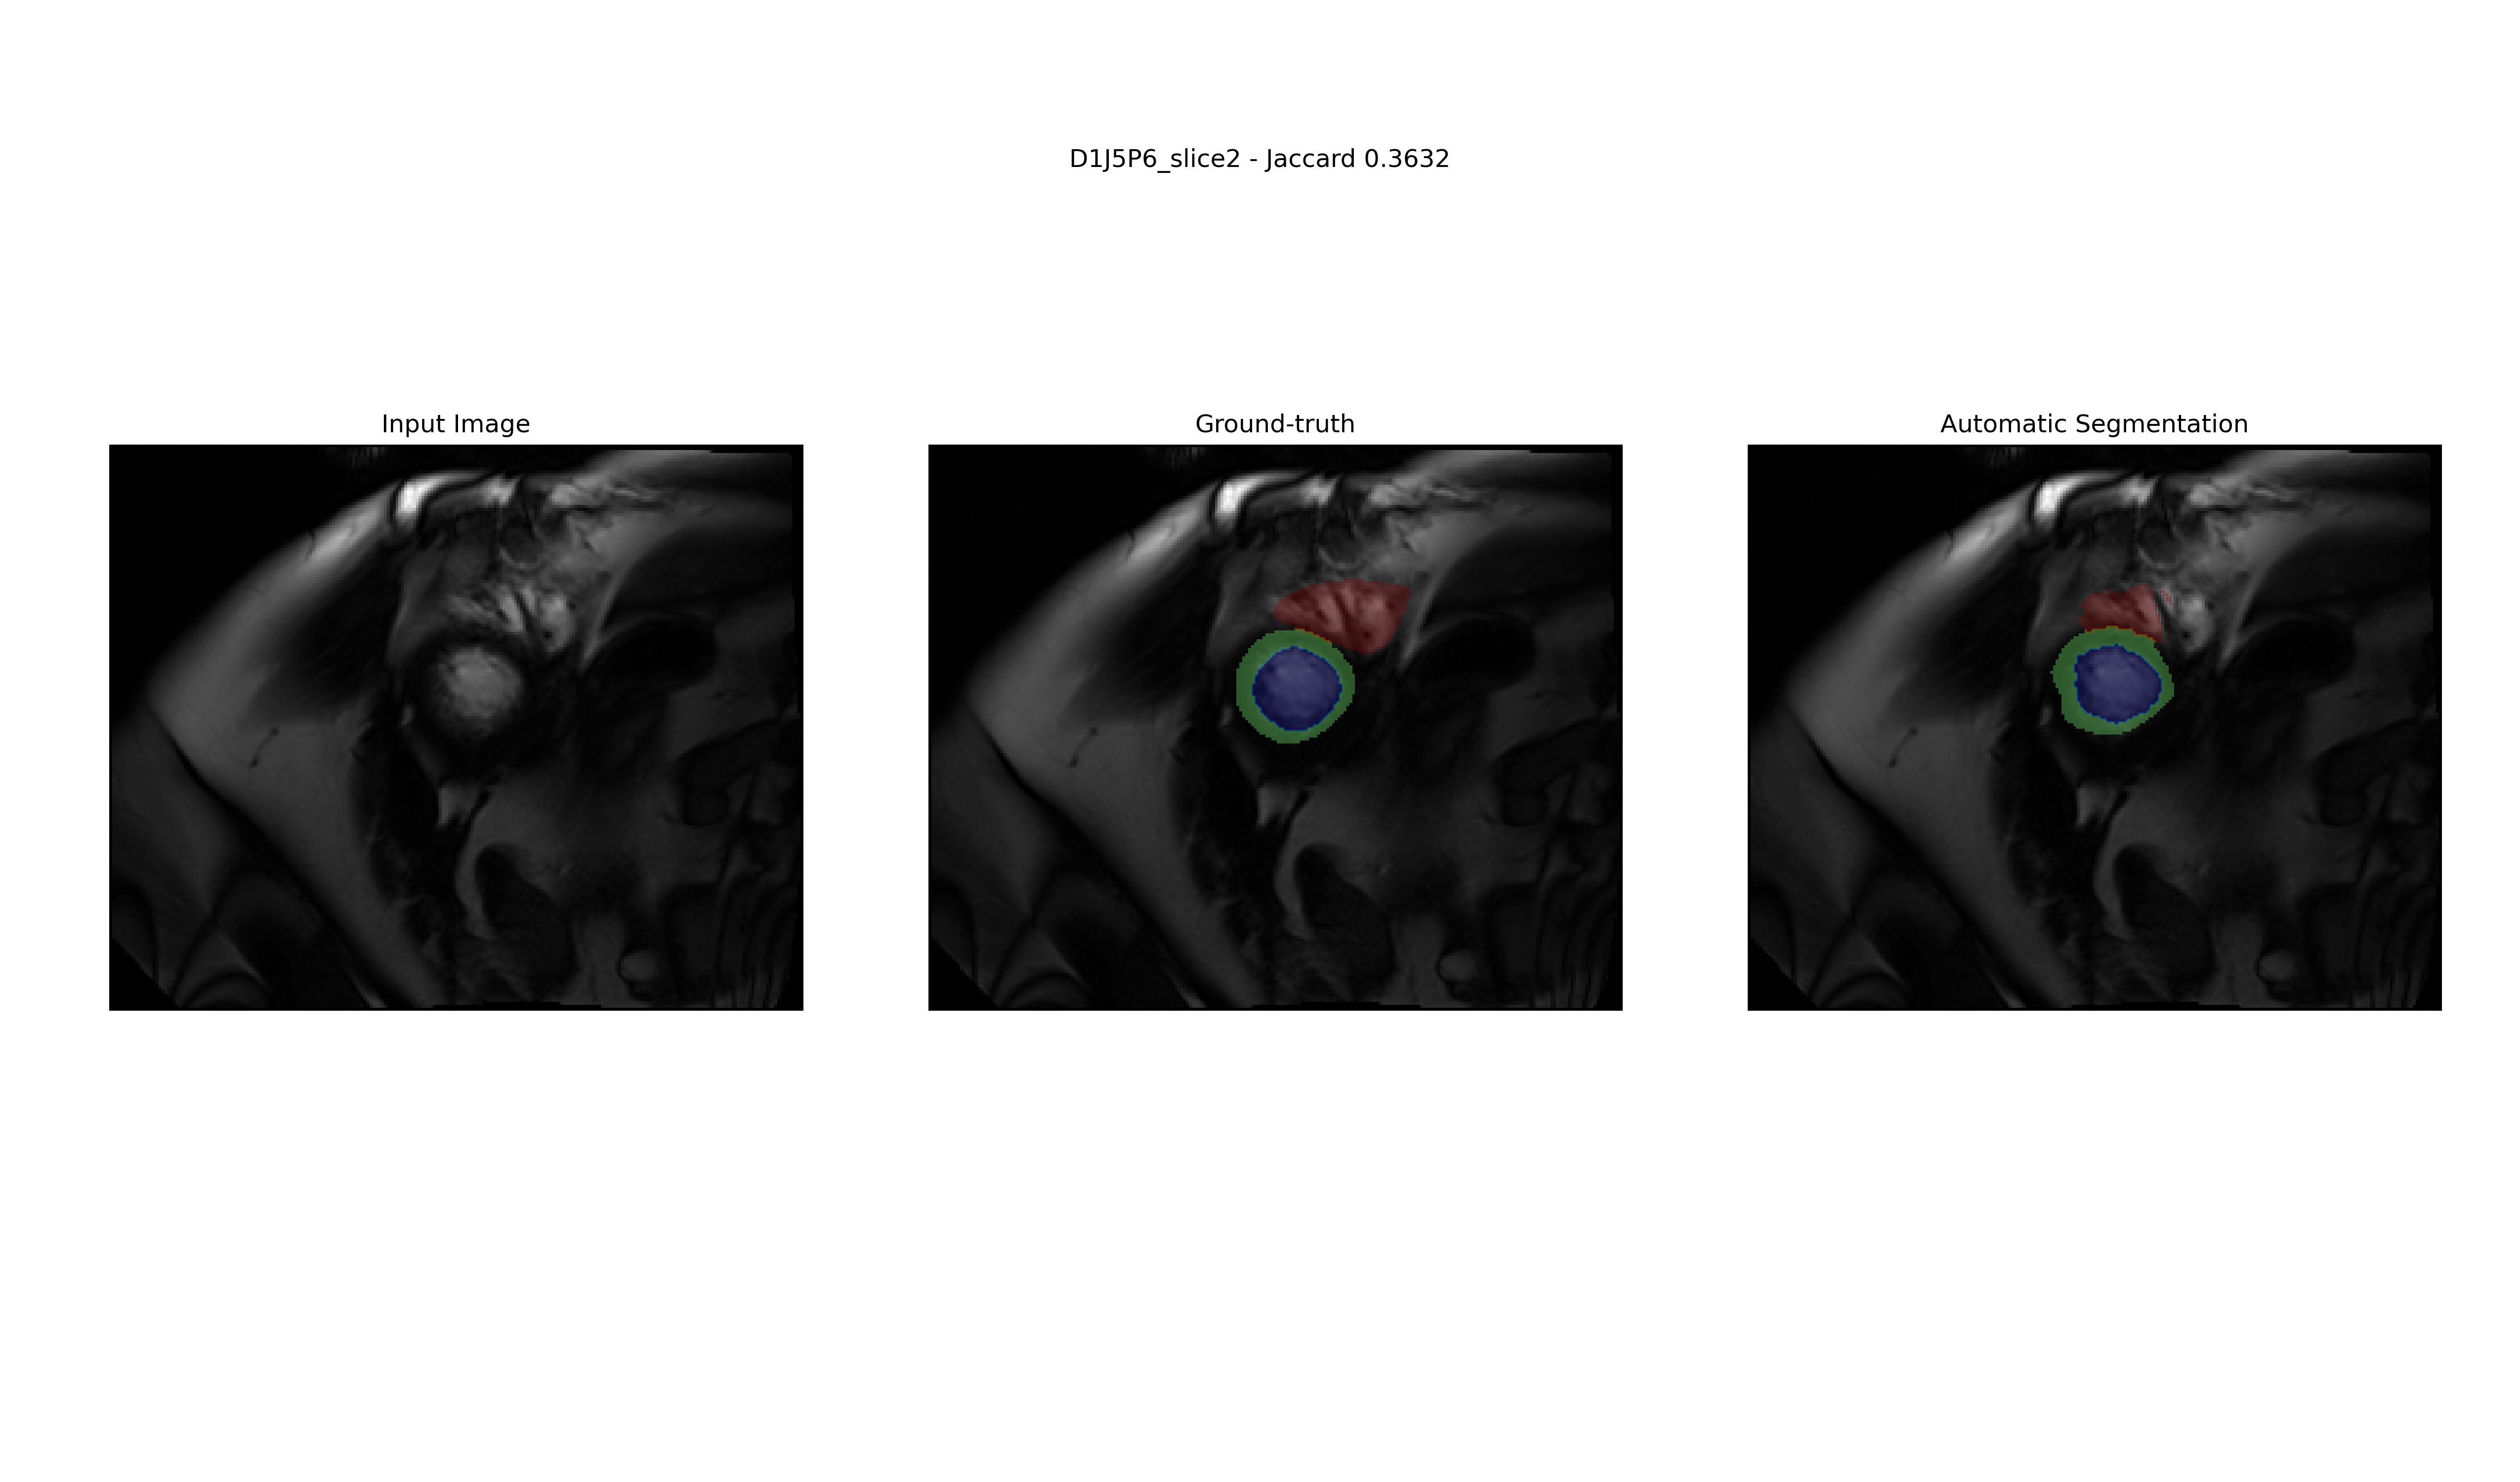 D1J5P6_slice2 - Jaccard 0.3632
Input Image
Ground-truth
Automatic Segmentation